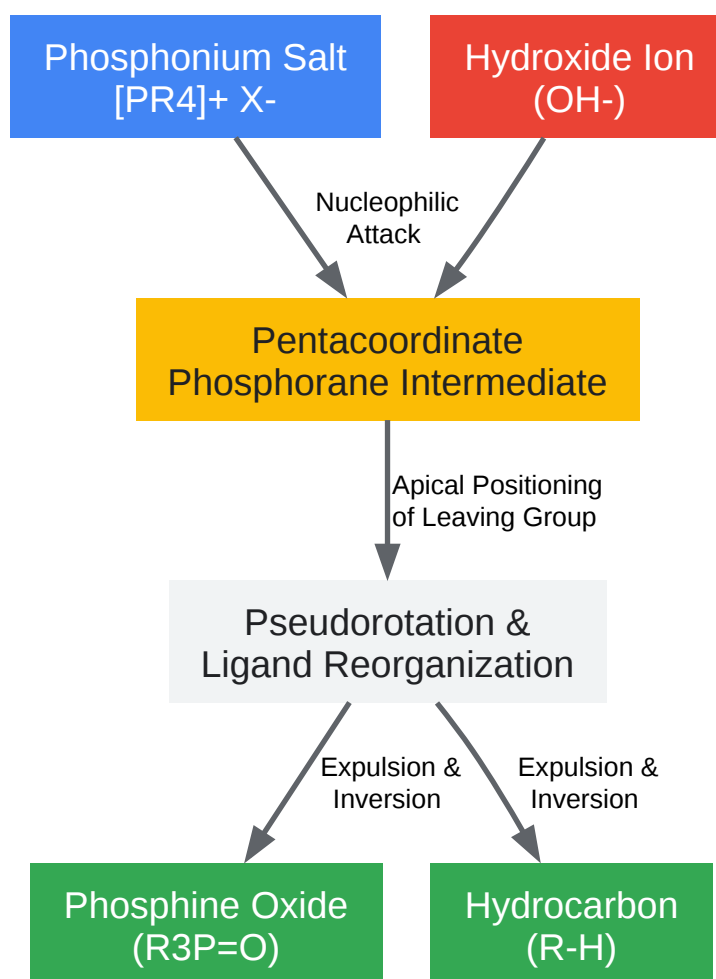 Phosphonium Salt
[PR4]+ X-
Hydroxide Ion
(OH-)
Nucleophilic
Attack
Pentacoordinate
Phosphorane Intermediate
Apical Positioning
of Leaving Group
Pseudorotation &
Ligand Reorganization
Expulsion &
Inversion
Expulsion &
Inversion
Phosphine Oxide
(R3P=O)
Hydrocarbon
(R-H)